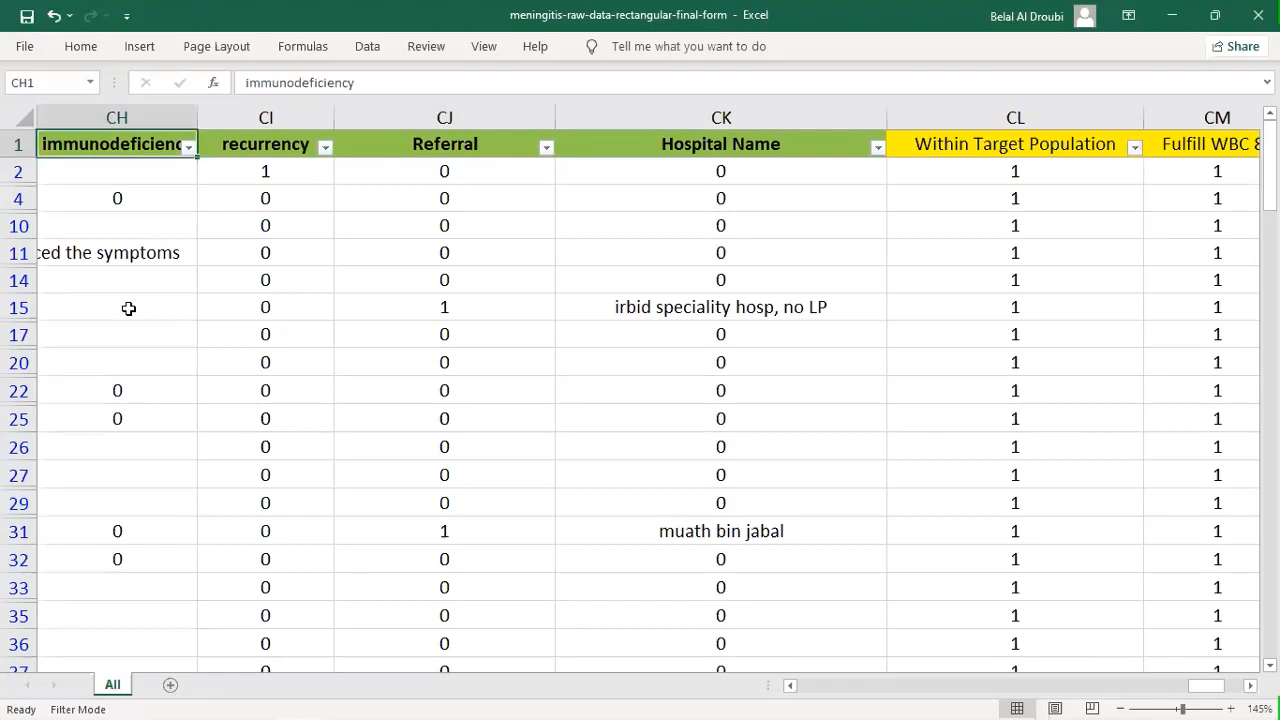 meningitis-raw-data-rectangular-final-form - Excel
Belal Al Droubi
File Home Insert Page Layout Formulas Data Review View Help Tell me what you want to do Share
CH1 fx immunodeficiency
CH CI CJ CK CL CM
1 immunodeficienc recurrency Referral Hospital Name Within Target Population Fulfill WBC &
2 1 0 0 1 1
4 0 0 0 0 1 1
10 0 0 0 1 1
11 ced the symptoms 0 0 0 1 1
14 0 0 0 1 1
15 0 1 irbid speciality hosp, no LP 1 1
17 0 0 0 1 1
20 0 0 0 1 1
22 0 0 0 0 1 1
25 0 0 0 0 1 1
26 0 0 0 1 1
27 0 0 0 1 1
29 0 0 0 1 1
31 0 0 1 muath bin jabal 1 1
32 0 0 0 0 1 1
33 0 0 0 1 1
35 0 0 0 1 1
36 0 0 0 1 1
37 0 0 0 1 1
All
Ready Filter Mode 145%